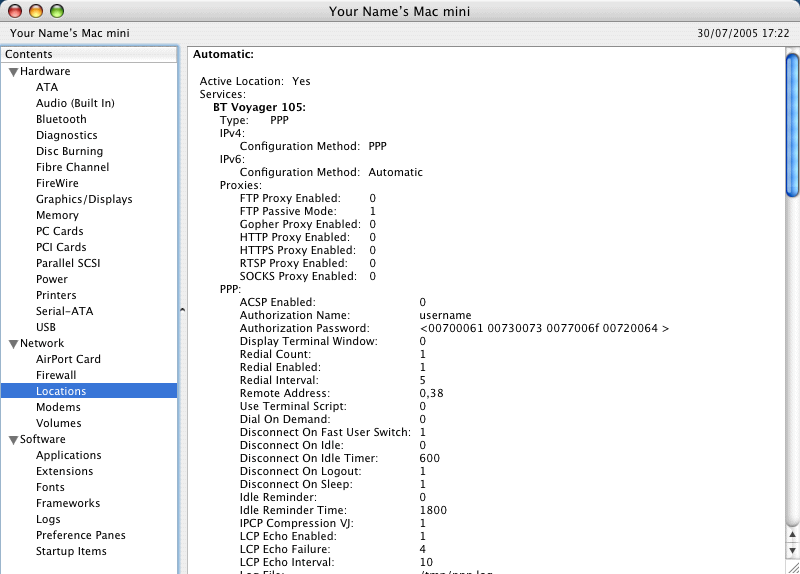 Your Name's Mac mini
Your Name's Mac mini 30/07/2005 17:22
Contents
Hardware
ATA
Audio (Built In)
Bluetooth
Diagnostics
Disc Burning
Fibre Channel
FireWire
Graphics/Displays
Memory
PC Cards
PCI Cards
Parallel SCSI
Power
Printers
Serial-ATA
USB
Network
AirPort Card
Firewall
Locations
Modems
Volumes
Software
Applications
Extensions
Fonts
Frameworks
Logs
Preference Panes
Startup Items
Automatic:
Active Location: Yes
Services:
BT Voyager 105:
Type: PPP
IPv4:
Configuration Method: PPP
IPv6:
Configuration Method: Automatic
Proxies:
FTP Proxy Enabled: 0
FTP Passive Mode: 1
Gopher Proxy Enabled: 0
HTTP Proxy Enabled: 0
HTTPS Proxy Enabled: 0
RTSP Proxy Enabled: 0
SOCKS Proxy Enabled: 0
PPP:
ACSP Enabled: 0
Authorization Name: username
Authorization Password: <00700061 00730073 0077006f 00720064 >
Display Terminal Window: 0
Redial Count: 1
Redial Enabled: 1
Redial Interval: 5
Remote Address: 0,38
Use Terminal Script: 0
Dial On Demand: 0
Disconnect On Fast User Switch: 1
Disconnect On Idle: 0
Disconnect On Idle Timer: 600
Disconnect On Logout: 1
Disconnect On Sleep: 1
Idle Reminder: 0
Idle Reminder Time: 1800
IPCP Compression VJ: 1
LCP Echo Enabled: 1
LCP Echo Failure: 4
LCP Echo Interval: 10
Log File: /tmp/ppp.log